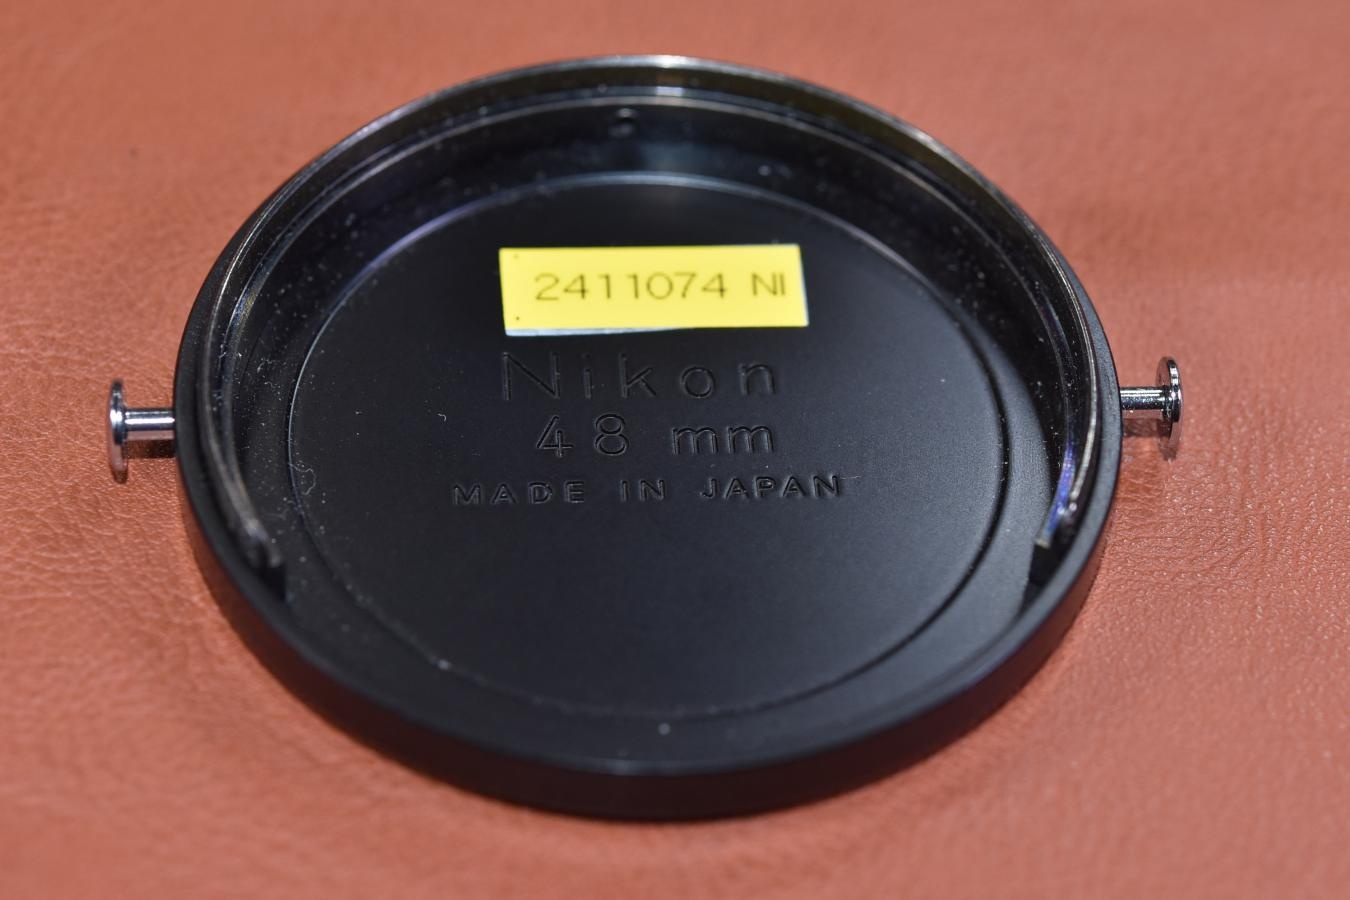 2411074 NI
Nikon
48 mm
MADE IN JAPAN